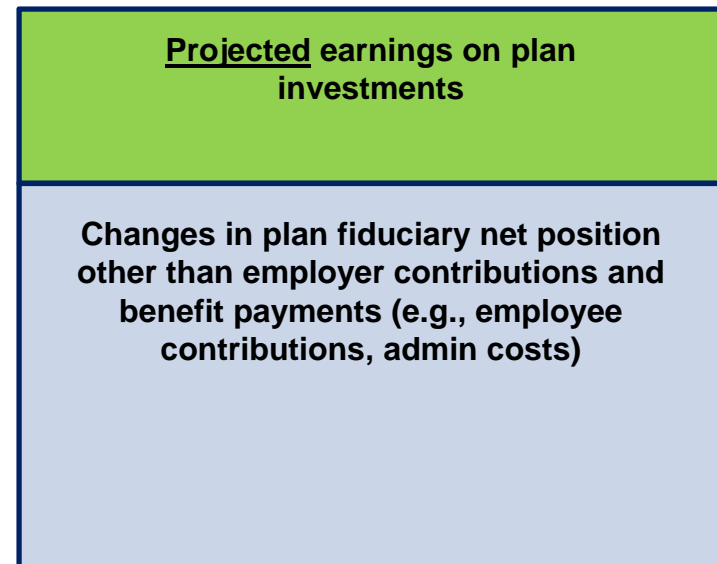 Projected earnings on plan
investments
Changes in plan fiduciary net position
other than employer contributions and
benefit payments (e.g., employee
contributions, admin costs)